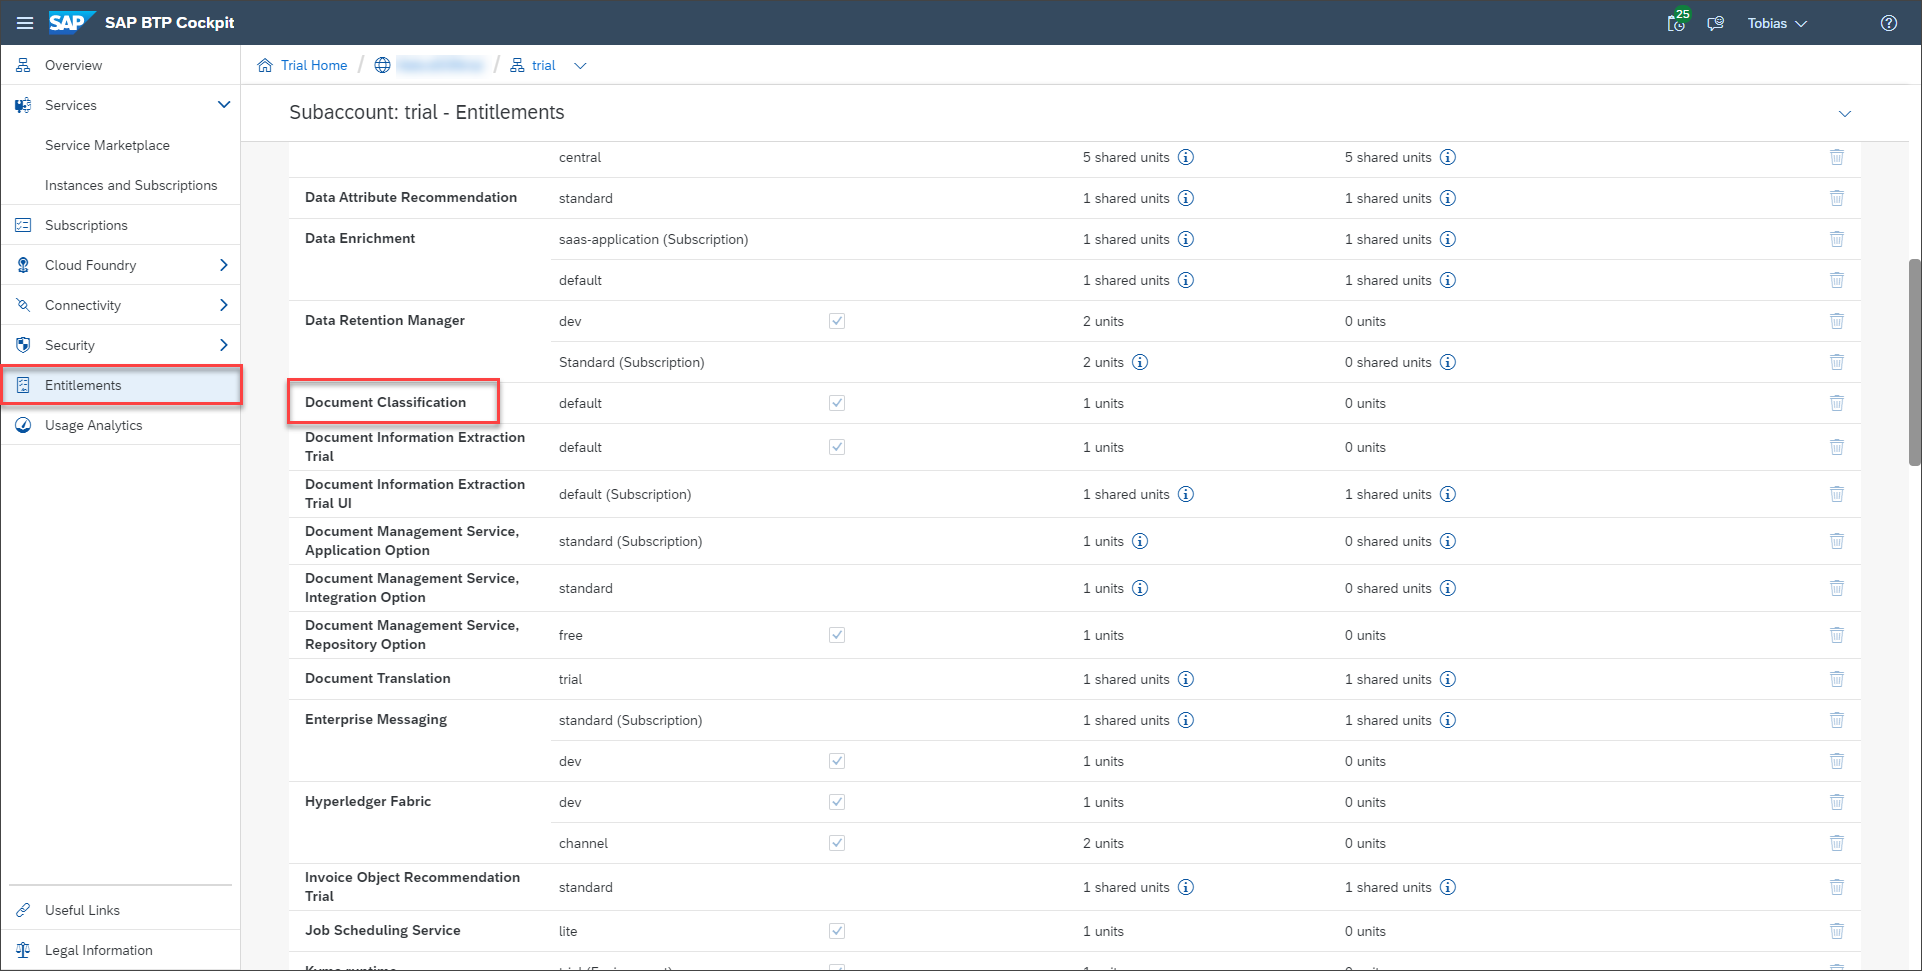 SAP SAP BTP Cockpit
25
Tobias
Overview
Services
Service Marketplace
Instances and Subscriptions
Subscriptions
Cloud Foundry
Connectivity
Security
Entitlements
Usage Analytics
Useful Links
Legal Information
Trial Home / / trial
Subaccount: trial - Entitlements
central 5 shared units 5 shared units
Data Attribute Recommendation standard 1 shared units 1 shared units
Data Enrichment saas-application (Subscription) 1 shared units 1 shared units
default 1 shared units 1 shared units
Data Retention Manager dev 2 units 0 units
Standard (Subscription) 2 units 0 shared units
Document Classification default 1 units 0 units
Document Information Extraction
Trial default 1 units 0 units
Document Information Extraction
Trial UI default (Subscription) 1 shared units 1 shared units
Document Management Service,
Application Option standard (Subscription) 1 units 0 shared units
Document Management Service,
Integration Option standard 1 units 0 shared units
Document Management Service,
Repository Option free 1 units 0 units
Document Translation trial 1 shared units 1 shared units
Enterprise Messaging standard (Subscription) 1 shared units 1 shared units
dev 1 units 0 units
Hyperledger Fabric dev 1 units 0 units
channel 2 units 0 units
Invoice Object Recommendation
Trial standard 1 shared units 1 shared units
Job Scheduling Service lite 1 units 0 units